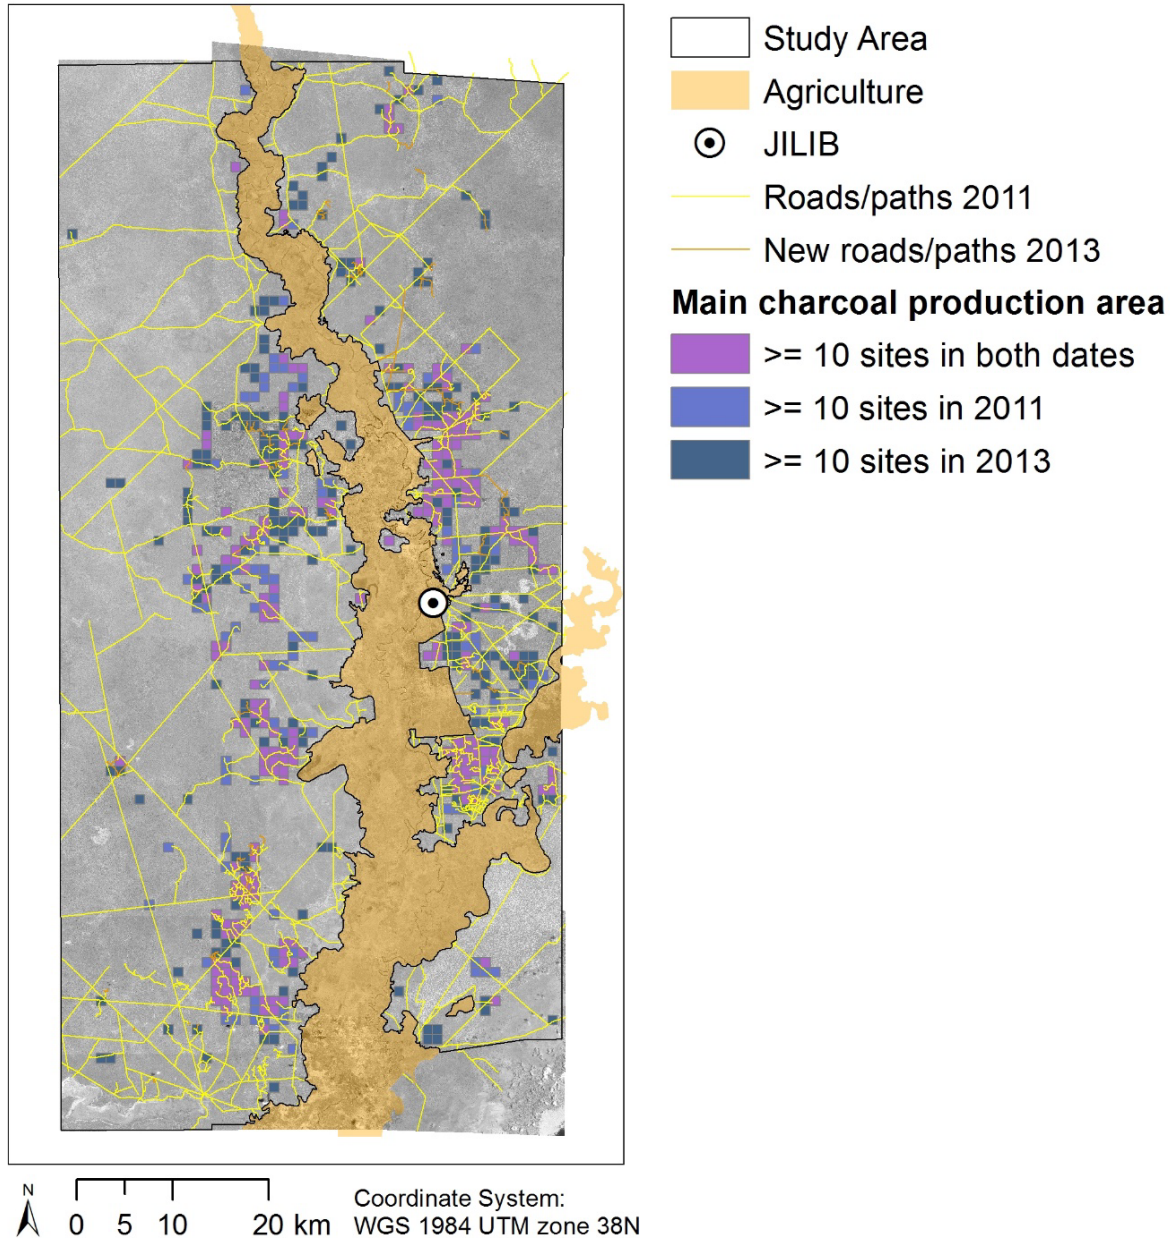 Study Area
Agriculture
JILIB
Roads/paths 2011
New roads/paths 2013
Main charcoal production area
>= 10 sites in both dates
>= 10 sites in 2011
>= 10 sites in 2013
N
0 5 10 20 km
Coordinate System:
WGS 1984 UTM zone 38N